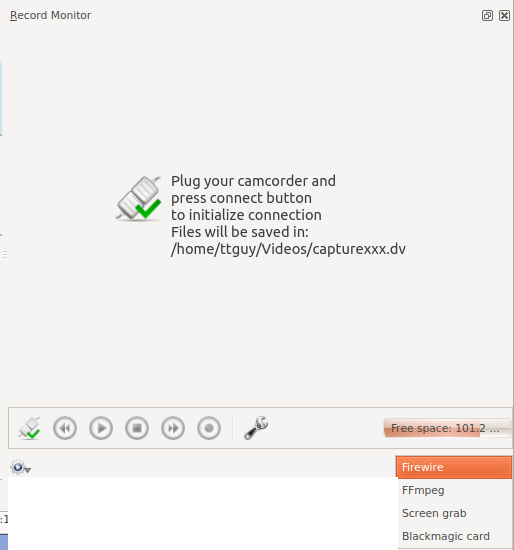 Record Monitor
Plug your camcorder and
press connect button
to initialize connection
Files will be saved in:
/home/ttguy/Videos/capturexxx.dv
Free space: 101.2 ...
Firewire
FFmpeg
Screen grab
:1
Blackmagic card